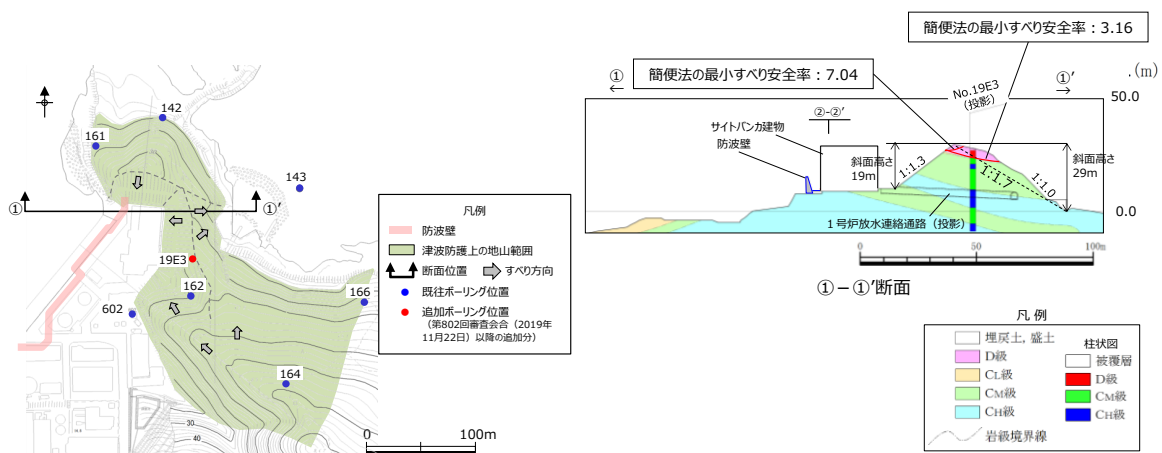 142
161
143
①
①′
19E3
162
166
602
164
30
40
0
100m
凡例
防波壁
津波防護上の地山範囲
断面位置
すべり方向
既往ボーリング位置
追加ボーリング位置
（第802回審査会合（2019年
11月22日）以降の追加分）
簡便法の最小すべり安全率：3.16
簡便法の最小すべり安全率：7.04
.(m)
①
①′
No.19E3
（投影）
50.0
②-②′
サイトバンカ建物
防波壁
斜面高さ
19m
1:1.3
1:1.7
1:1.0
斜面高さ
29m
0.0
１号炉放水連絡通路（投影）
0
50
100m
①－①′断面
凡 例
埋戻土，盛土
D級
CL級
CM級
CH級
岩級境界線
柱状図
被覆層
D級
CM級
CH級